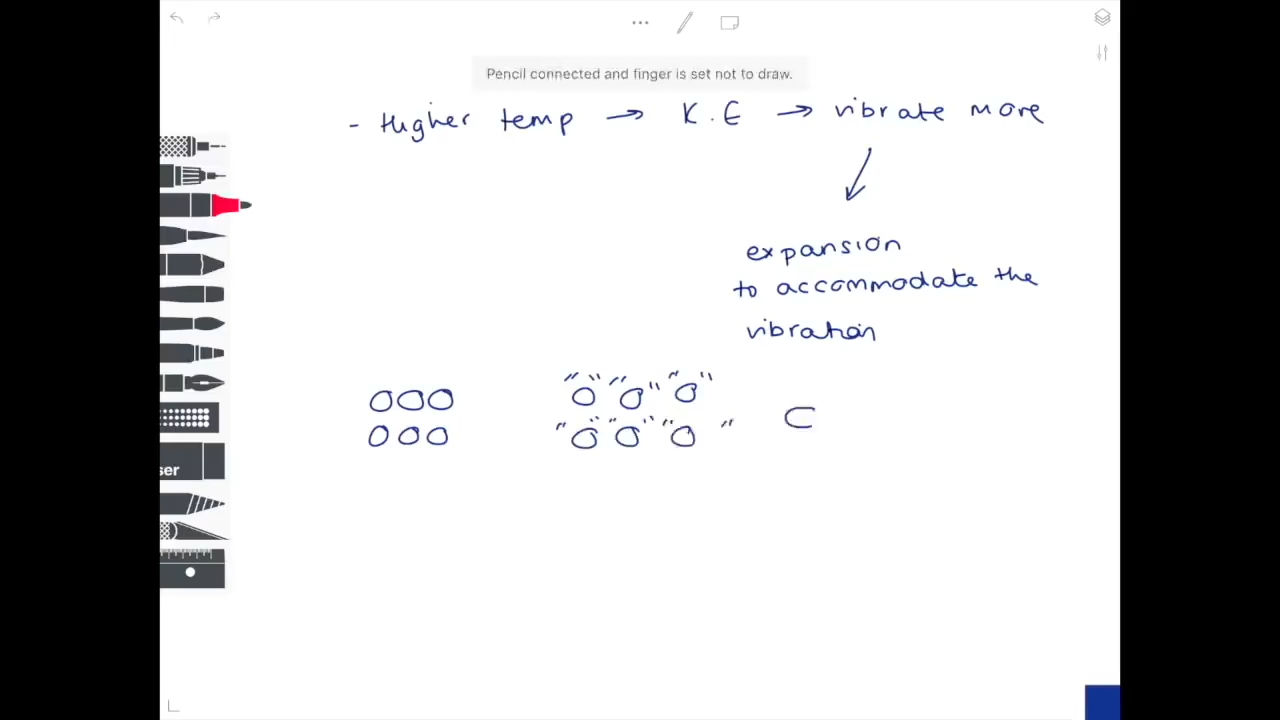 Pencil connected and finger is set not to draw.
- Higher temp → K.E → vibrate more
expansion
to accommodate the
vibration
ser